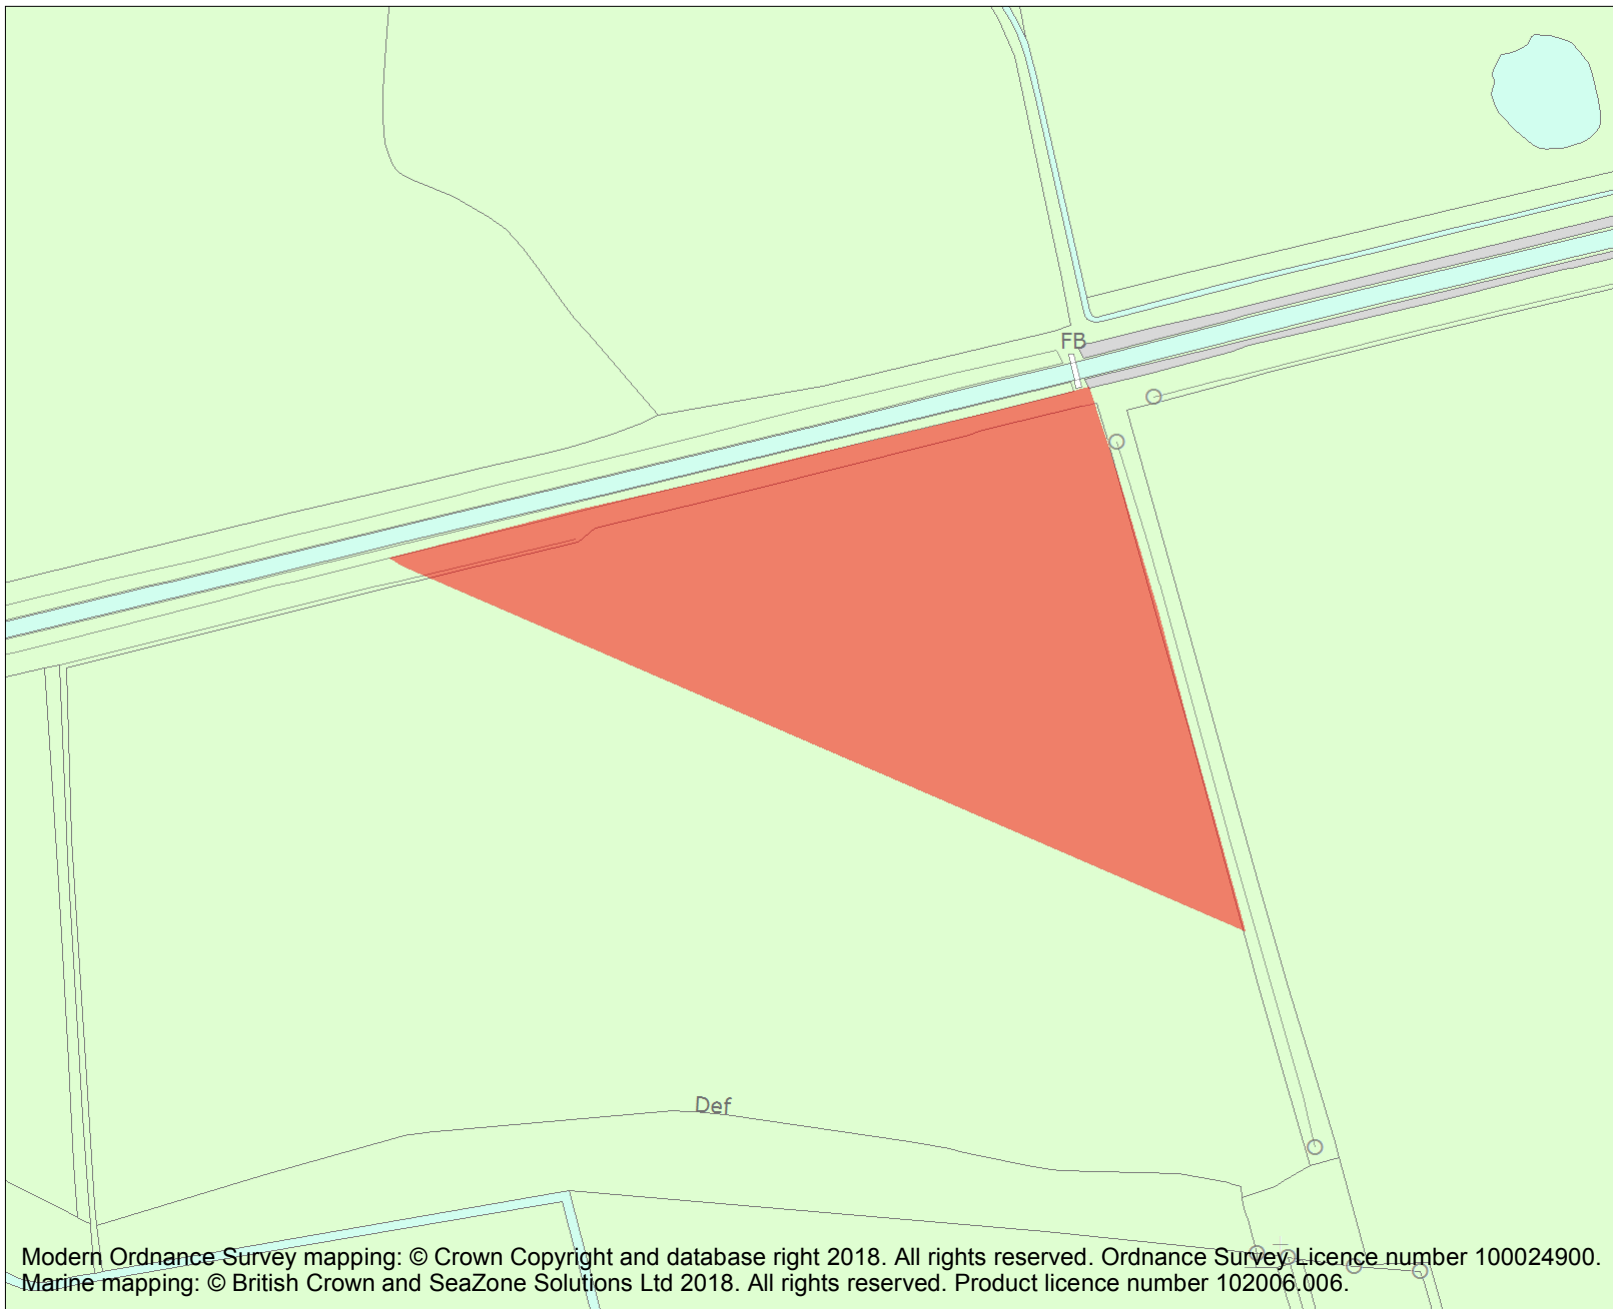 FB
Def
Modern Ordnance Survey mapping: © Crown Copyright and database right 2018. All rights reserved. Ordnance Survey Licence number 100024900.
Marine mapping: © British Crown and SeaZone Solutions Ltd 2018. All rights reserved. Product licence number 102006.006.